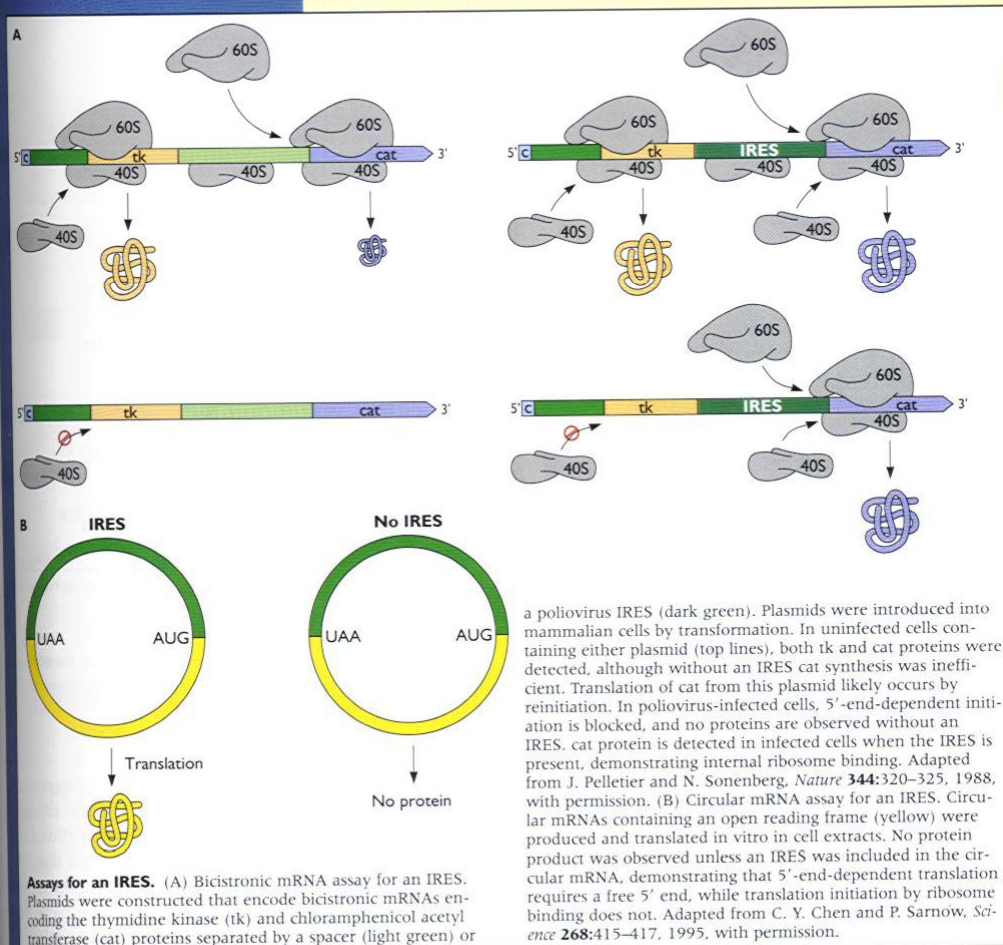 A
60S
60S
60S
5' c
tk
cat
3'
40S
40S
40S
40S
60S
60S
60S
5' c
tk
IRES
cat
3'
40S
40S
40S
40S
40S
5' c
tk
cat
3'
40S
60S
60S
5' c
tk
IRES
cat
3'
40S
40S
40S
B
IRES
UAA
AUG
Translation
No IRES
UAA
AUG
No protein
Assays for an IRES. (A) Bicistronic mRNA assay for an IRES.
Plasmids were constructed that encode bicistronic mRNAs en-
coding the thymidine kinase (tk) and chloramphenicol acetyl
transferase (cat) proteins separated by a spacer (light green) or
a poliovirus IRES (dark green). Plasmids were introduced into
mammalian cells by transformation. In uninfected cells con-
taining either plasmid (top lines), both tk and cat proteins were
detected, although without an IRES cat synthesis was ineffi-
cient. Translation of cat from this plasmid likely occurs by
reinitiation. In poliovirus-infected cells, 5'-end-dependent initi-
ation is blocked, and no proteins are observed without an
IRES. cat protein is detected in infected cells when the IRES is
present, demonstrating internal ribosome binding. Adapted
from J. Pelletier and N. Sonenberg, Nature 344:320–325, 1988,
with permission. (B) Circular mRNA assay for an IRES. Circu-
lar mRNAs containing an open reading frame (yellow) were
produced and translated in vitro in cell extracts. No protein
product was observed unless an IRES was included in the cir-
cular mRNA, demonstrating that 5'-end-dependent translation
requires a free 5' end, while translation initiation by ribosome
binding does not. Adapted from C. Y. Chen and P. Sarnow, Sci-
ence 268:415–417, 1995, with permission.